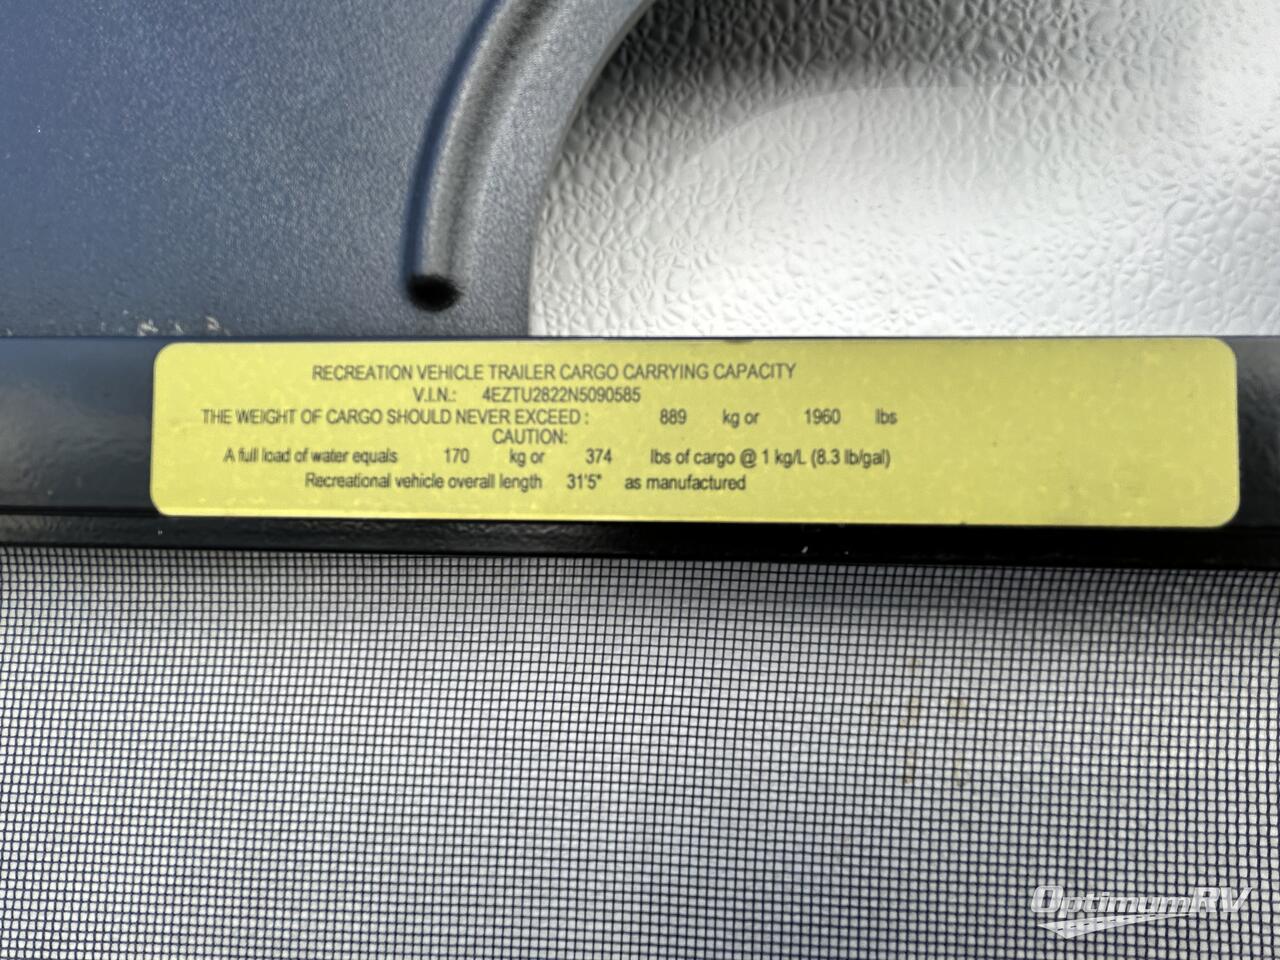 RECREATION VEHICLE TRAILER CARGO CARRYING CAPACITY
V.I.N.: 4EZTU2822N5090585
THE WEIGHT OF CARGO SHOULD NEVER EXCEED : 889 kg or 1960 lbs
CAUTION:
A full load of water equals 170 kg or 374 lbs of cargo @ 1 kg/L (8.3 lb/gal)
Recreational vehicle overall length 31'5" as manufactured
OptimumRV